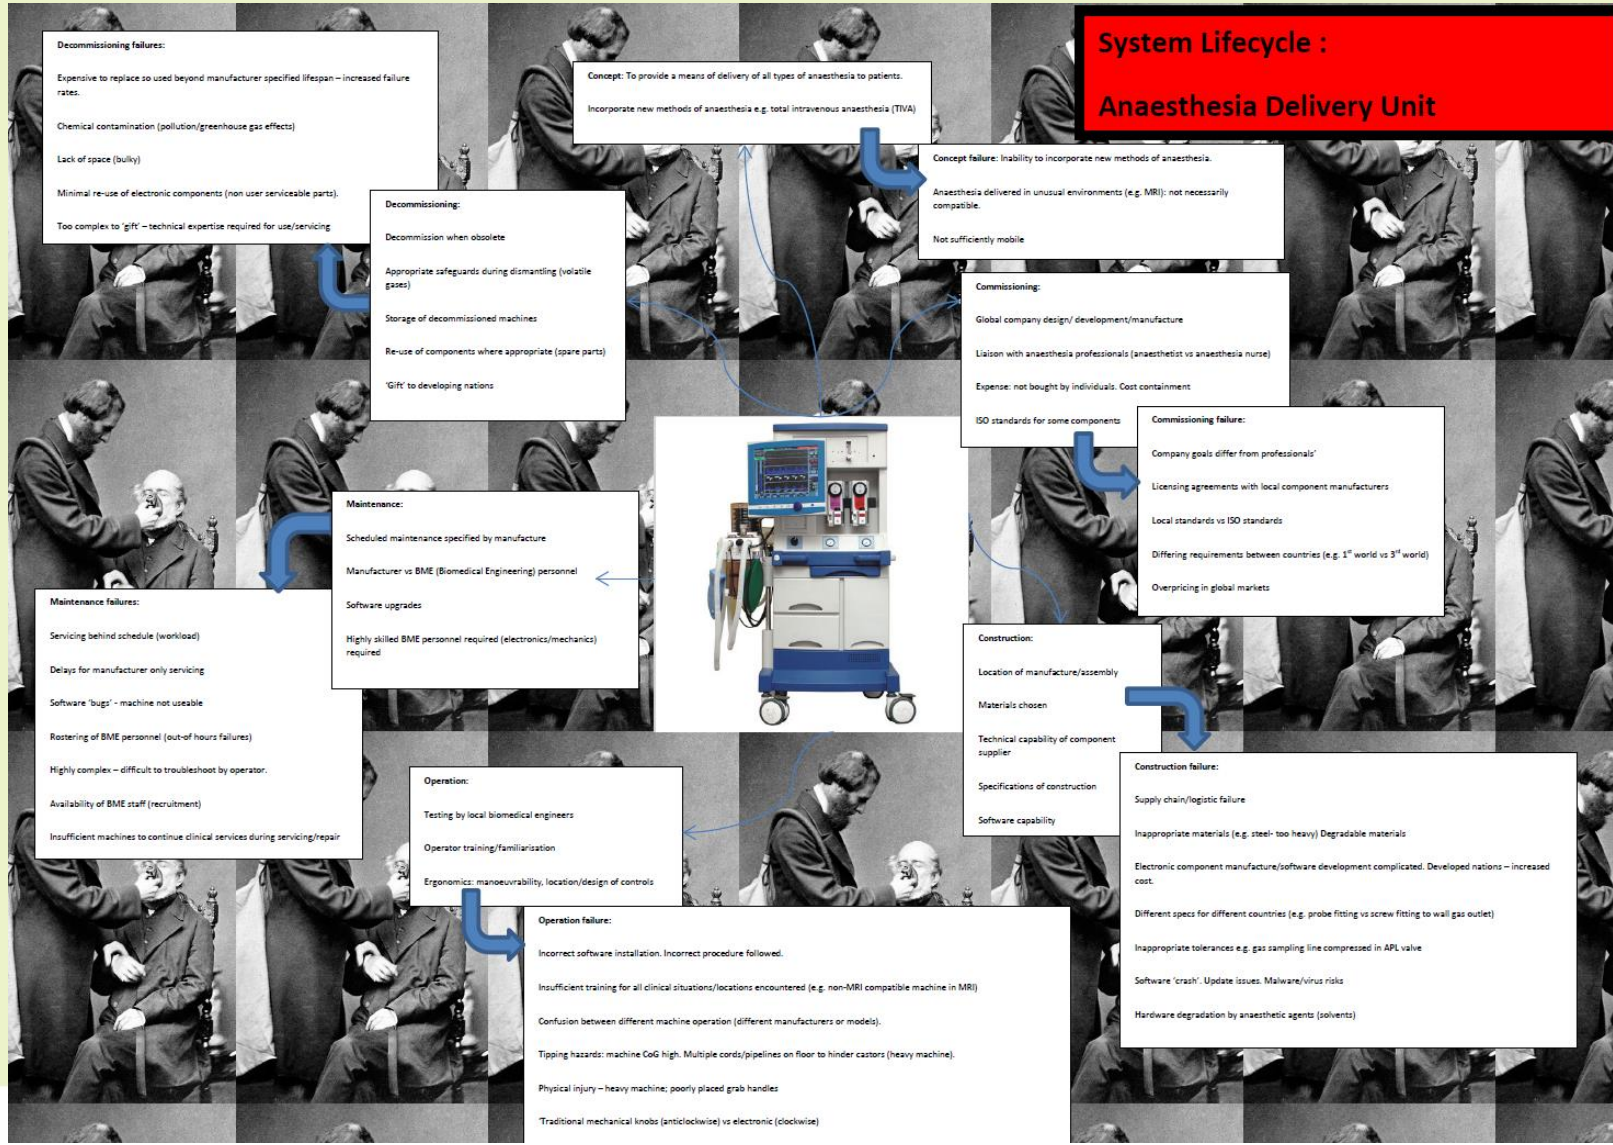 System Lifecycle :
Anaesthesia Delivery Unit
Concept: To provide a means of delivery of all types of anaesthesia to patients.
Incorporate new methods of anaesthesia e.g. total intravenous anaesthesia (TIVA)
Concept failure: Inability to incorporate new methods of anaesthesia.
Anaesthesia delivered in unusual environments (e.g. MRI): not necessarily
compatible.
Not sufficiently mobile
Commissioning:
Global company design/ development/manufacture
Liaison with anaesthesia professionals (anaesthetist vs anaesthesia nurse)
Expense: not bought by individuals. Cost containment
ISO standards for some components
Commissioning failure:
Company goals differ from professionals'
Licensing agreements with local component manufacturers
Local standards vs ISO standards
Differing requirements between countries (e.g. 1st world vs 3rd world)
Overpricing in global markets
Construction:
Location of manufacture/assembly
Materials chosen
Technical capability of component
supplier
Specifications of construction
Software capability
Construction failure:
Supply chain/logistic failure
Inappropriate materials (e.g. steel- too heavy) Degradable materials
Electronic component manufacture/software development complicated. Developed nations – increased
cost.
Different specs for different countries (e.g. probe fitting vs screw fitting to wall gas outlet)
Inappropriate tolerances e.g. gas sampling line compressed in APL valve
Software 'crash'. Update issues. Malware/virus risks
Hardware degradation by anaesthetic agents (solvents)
Operation:
Testing by local biomedical engineers
Operator training/familiarisation
Ergonomics: manoeuvrability, location/design of controls
Operation failure:
Incorrect software installation. Incorrect procedure followed.
Insufficient training for all clinical situations/locations encountered (e.g. non-MRI compatible machine in MRI)
Confusion between different machine operation (different manufacturers or models).
Tipping hazards: machine CoG high. Multiple cords/pipelines on floor to hinder castors (heavy machine).
Physical injury – heavy machine; poorly placed grab handles
'Traditional mechanical knobs (anticlockwise) vs electronic (clockwise)
Maintenance:
Scheduled maintenance specified by manufacture
Manufacturer vs BME (Biomedical Engineering) personnel
Software upgrades
Highly skilled BME personnel required (electronics/mechanics)
required
Maintenance failures:
Servicing behind schedule (workload)
Delays for manufacturer only servicing
Software 'bugs' - machine not useable
Rostering of BME personnel (out-of hours failures)
Highly complex – difficult to troubleshoot by operator.
Availability of BME staff (recruitment)
Insufficient machines to continue clinical services during servicing/repair
Decommissioning:
Decommission when obsolete
Appropriate safeguards during dismantling (volatile
gases)
Storage of decommissioned machines
Re-use of components where appropriate (spare parts)
'Gift' to developing nations
Decommissioning failures:
Expensive to replace so used beyond manufacturer specified lifespan – increased failure
rates.
Chemical contamination (pollution/greenhouse gas effects)
Lack of space (bulky)
Minimal re-use of electronic components (non user serviceable parts).
Too complex to 'gift' – technical expertise required for use/servicing